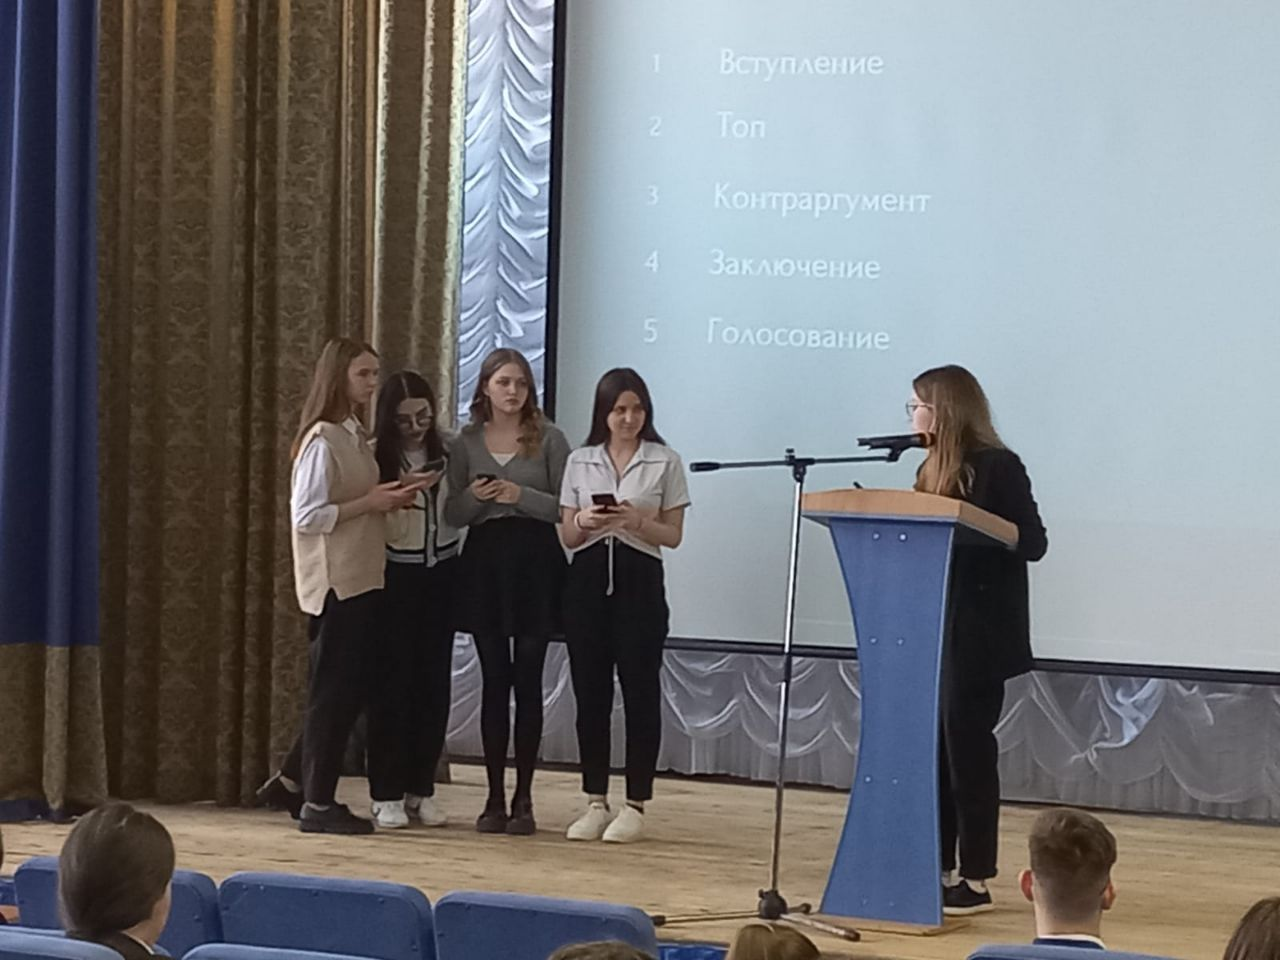 1 Вступление
2 Топ
3 Контраргумент
4 Заключение
5 Голосование